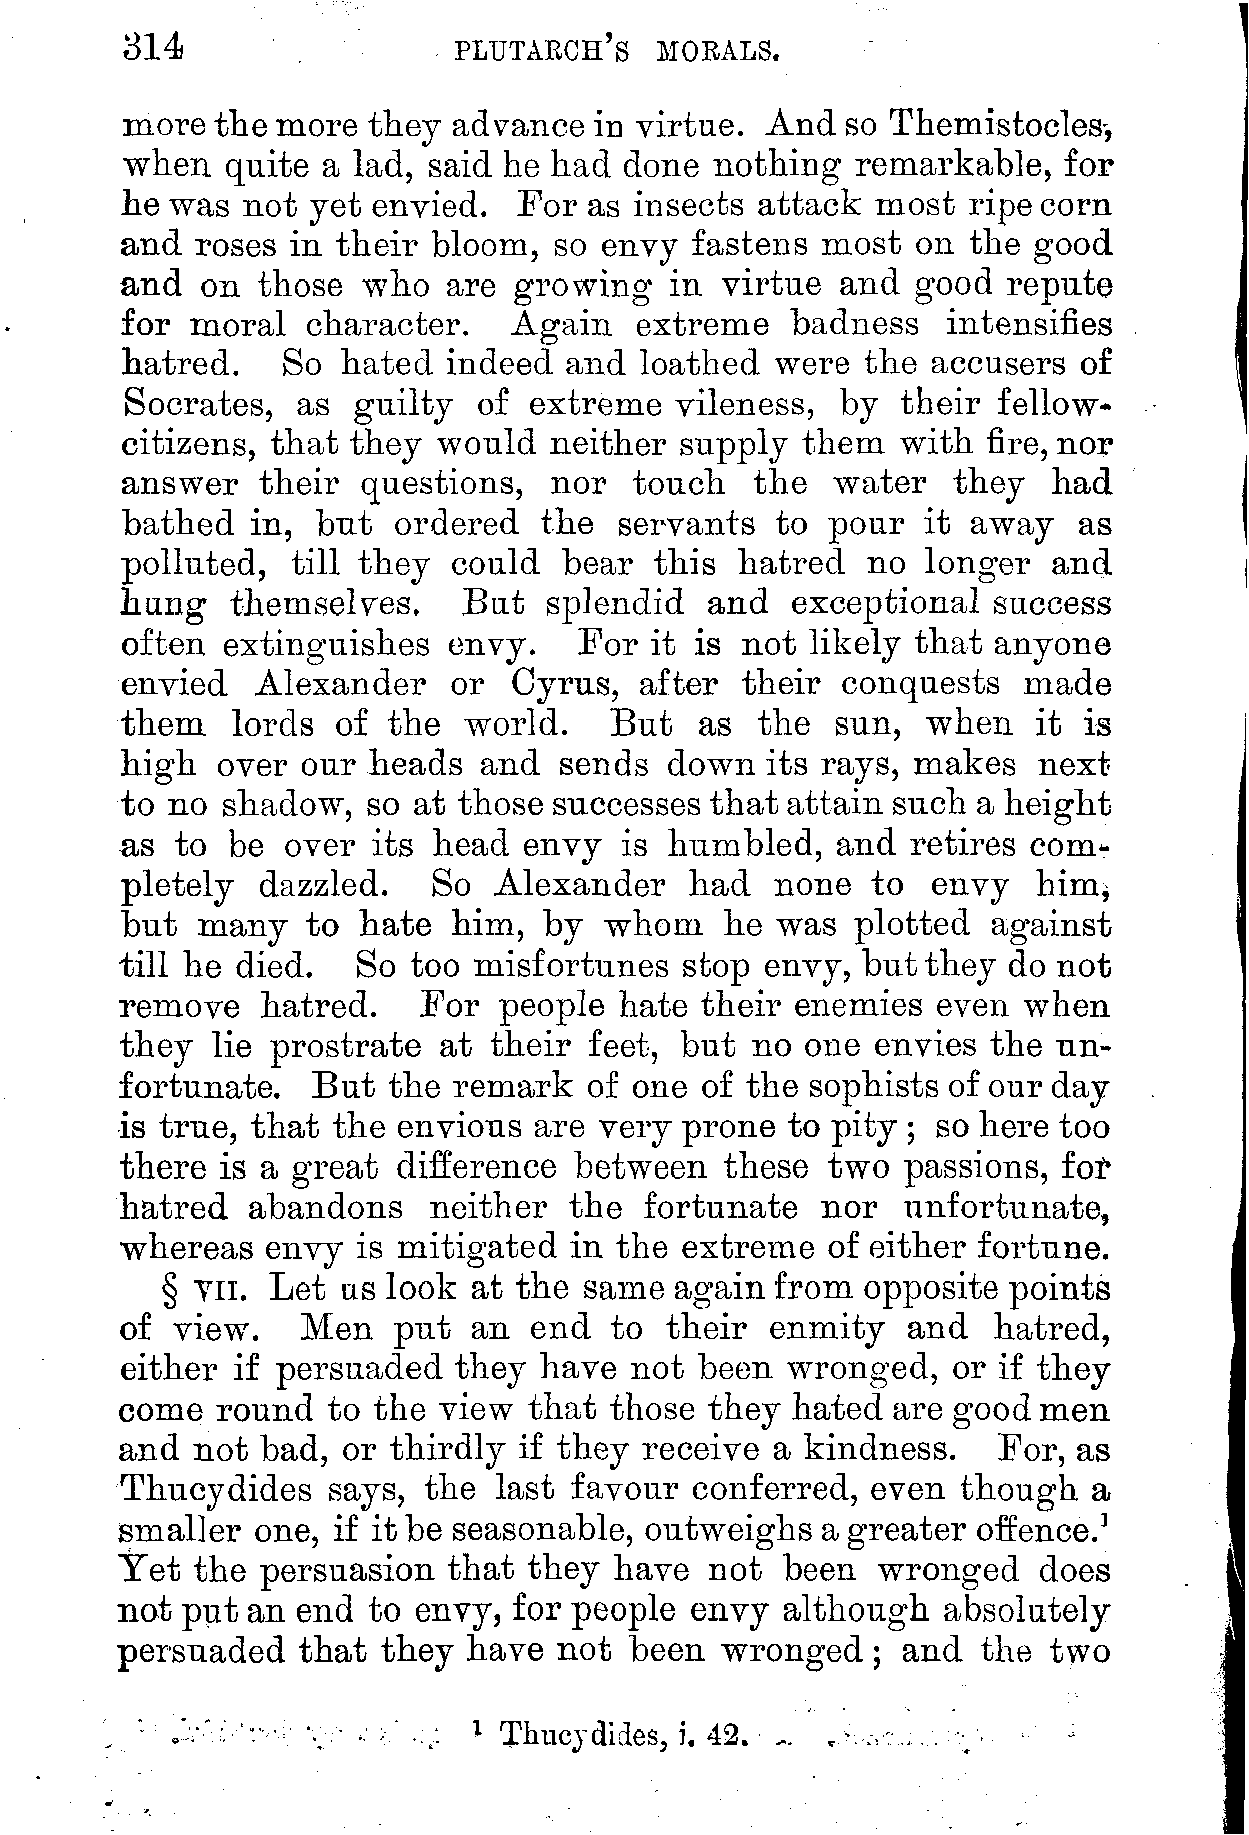 314 PLUTARCH'S MORALS.
more the more they advance in virtue. And so Themistocles,
when quite a lad, said he had done nothing remarkable, for
he was not yet envied. For as insects attack most ripe corn
and roses in their bloom, so envy fastens most on the good
and on those who are growing in virtue and good repute
for moral character. Again extreme badness intensifies
hatred. So hated indeed and loathed were the accusers of
Socrates, as guilty of extreme vileness, by their fellow-
citizens, that they would neither supply them with fire, nor
answer their questions, nor touch the water they had
bathed in, but ordered the servants to pour it away as
polluted, till they could bear this hatred no longer and
hung themselves. But splendid and exceptional success
often extinguishes envy. For it is not likely that anyone
envied Alexander or Cyrus, after their conquests made
them lords of the world. But as the sun, when it is
high over our heads and sends down its rays, makes next
to no shadow, so at those successes that attain such a height
as to be over its head envy is humbled, and retires com-
pletely dazzled. So Alexander had none to envy him,
but many to hate him, by whom he was plotted against
till he died. So too misfortunes stop envy, but they do not
remove hatred. For people hate their enemies even when
they lie prostrate at their feet, but no one envies the un-
fortunate. But the remark of one of the sophists of our day
is true, that the envious are very prone to pity; so here too
there is a great difference between these two passions, for
hatred abandons neither the fortunate nor unfortunate,
whereas envy is mitigated in the extreme of either fortune.
§ VII. Let us look at the same again from opposite points
of view. Men put an end to their enmity and hatred,
either if persuaded they have not been wronged, or if they
come round to the view that those they hated are good men
and not bad, or thirdly if they receive a kindness. For, as
Thucydides says, the last favour conferred, even though a
smaller one, if it be seasonable, outweighs a greater offence.¹
Yet the persuasion that they have not been wronged does
not put an end to envy, for people envy although absolutely
persuaded that they have not been wronged; and the two
¹ Thucydides, i. 42.